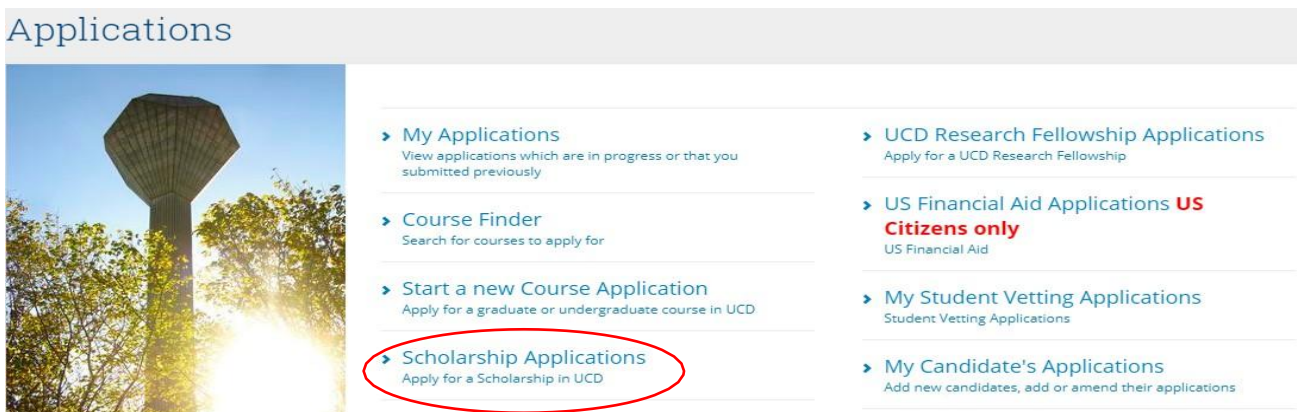 Applications
My Applications
View applications which are in progress or that you
submitted previously
Course Finder
Search for courses to apply for
Start a new Course Application
Apply for a graduate or undergraduate course in UCD
Scholarship Applications
Apply for a Scholarship in UCD
UCD Research Fellowship Applications
Apply for a UCD Research Fellowship
US Financial Aid Applications US
Citizens only
US Financial Aid
My Student Vetting Applications
Student Vetting Applications
My Candidate's Applications
Add new candidates, add or amend their applications